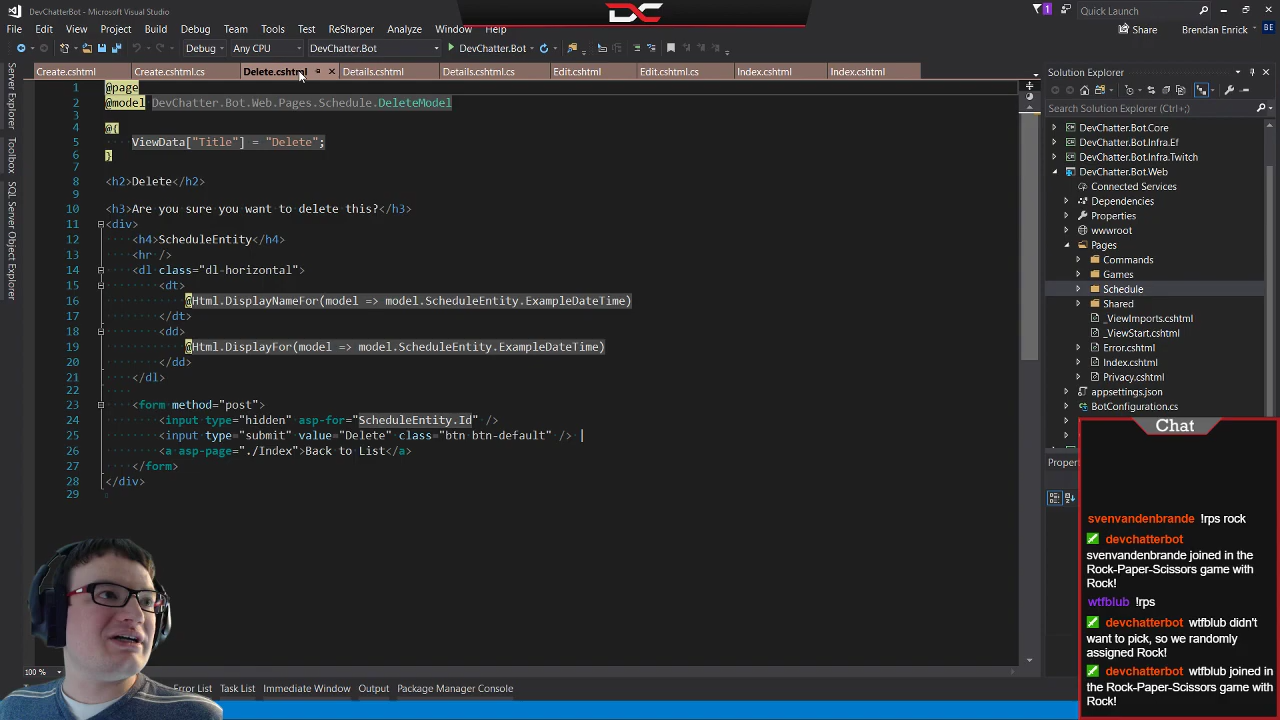 DevChatterBot - Microsoft Visual Studio
DC
1
Quick Launch
File Edit View Project Build Debug Team Tools Test ReSharper Analyze Window Help
Share
Brendan Enrick
BE
Debug Any CPU DevChatter.Bot DevChatter.Bot
Create.cshtml Create.cshtml.cs Delete.cshtml Details.cshtml Details.cshtml.cs Edit.cshtml Edit.cshtml.cs Index.cshtml Index.cshtml
Server Explorer
Toolbox
SQL Server Object Explorer
1 @page
2 @model DevChatter.Bot.Web.Pages.Schedule.DeleteModel
3
4 @{
5 ViewData["Title"] = "Delete";
6 }
7
8 <h2>Delete</h2>
9
10 <h3>Are you sure you want to delete this?</h3>
11 <div>
12 <h4>ScheduleEntity</h4>
13 <hr />
14 <dl class="dl-horizontal">
15 <dt>
16 @Html.DisplayNameFor(model => model.ScheduleEntity.ExampleDateTime)
17 </dt>
18 <dd>
19 @Html.DisplayFor(model => model.ScheduleEntity.ExampleDateTime)
20 </dd>
21 </dl>
22
23 <form method="post">
24 <input type="hidden" asp-for="ScheduleEntity.Id" />
25 <input type="submit" value="Delete" class="btn btn-default" /> |
26 <a asp-page="./Index">Back to List</a>
27 </form>
28 </div>
29
100 %
Error List Task List Immediate Window Output Package Manager Console
Solution Explorer
Search Solution Explorer
DevChatter.Bot.Core
DevChatter.Bot.Infra.Ef
DevChatter.Bot.Infra.Twitch
DevChatter.Bot.Web
Connected Services
Dependencies
Properties
wwwroot
Pages
Commands
Games
Schedule
Shared
_ViewImports.cshtml
_ViewStart.cshtml
Error.cshtml
Index.cshtml
Privacy.cshtml
appsettings.json
BotConfiguration.cs
Propert
Chat
svenvandenbrande !rps rock
devchatterbot
svenvandenbrande joined in the
Rock-Paper-Scissors game with
Rock!
wtfblub !rps
devchatterbot wtfblub didn't
want to pick, so we randomly
assigned Rock!
devchatterbot wtfblub joined in
the Rock-Paper-Scissors game with
Rock!